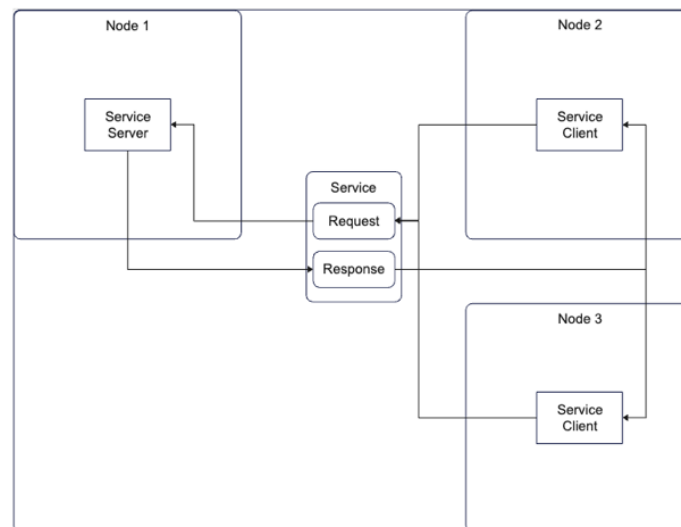 Node 1
Node 2
Service
Server
Service
Client
Service
Request
Response
Node 3
Service
Client